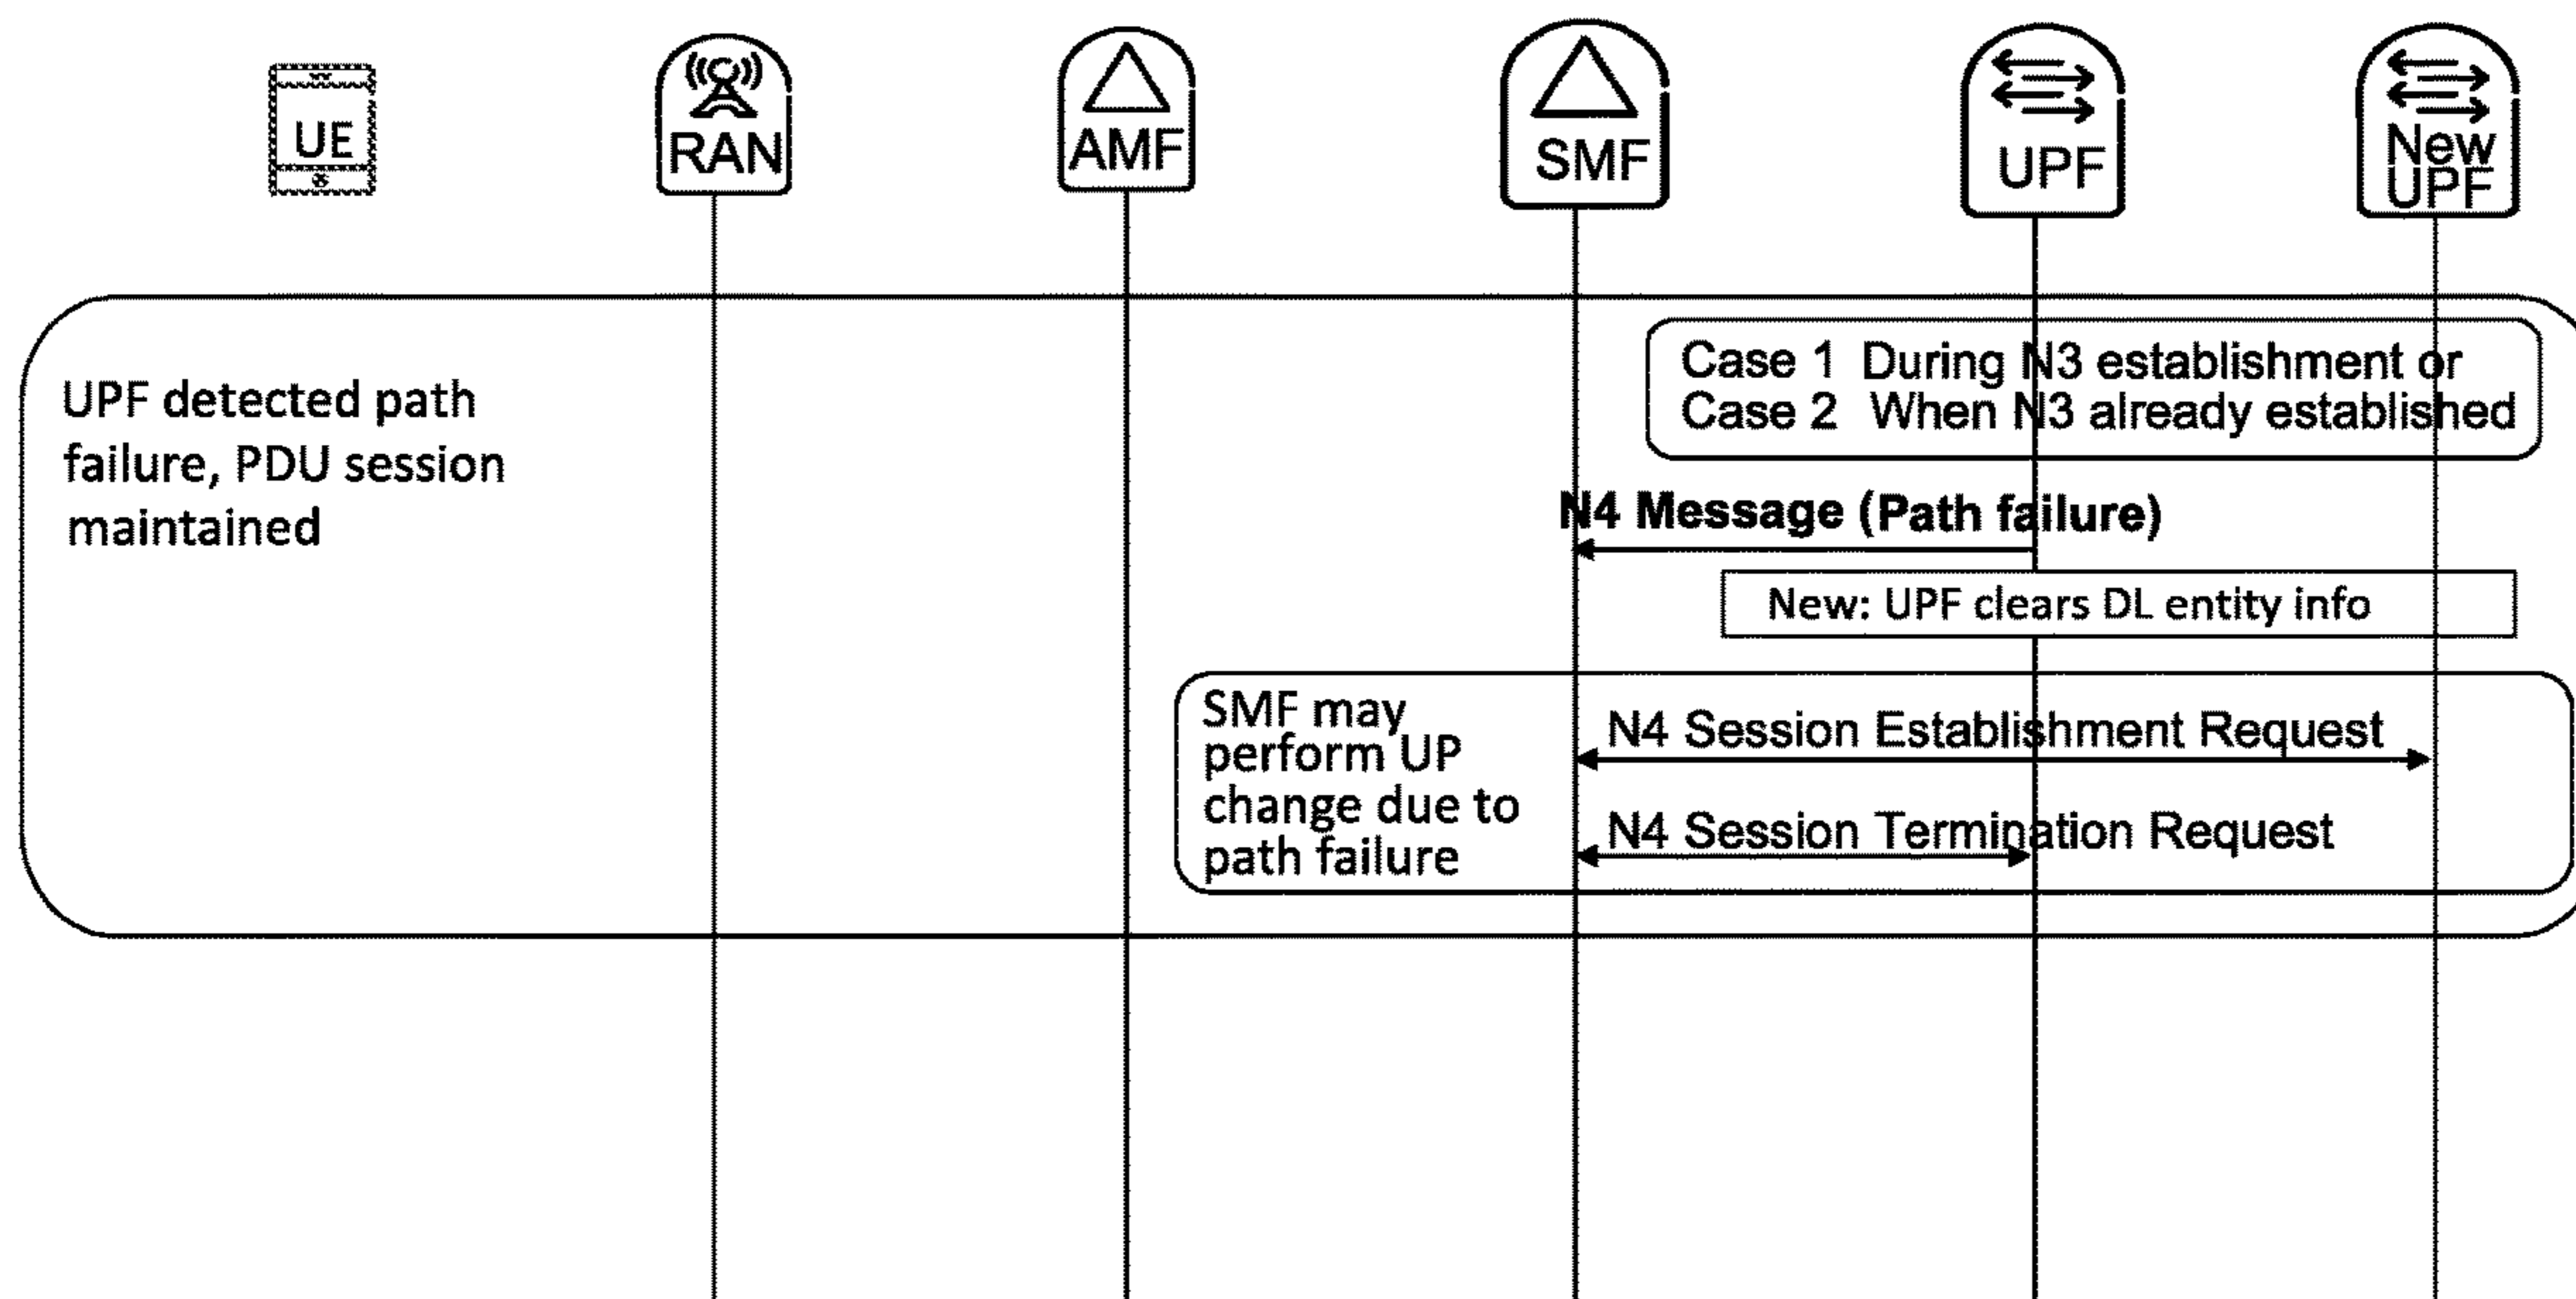 UE
RAN
AMF
SMF
UPF
New
UPF
Case 1 During N3 establishment or
Case 2 When N3 already established
UPF detected path
failure, PDU session
maintained
N4 Message (Path failure)
New: UPF clears DL entity info
SMF may
perform UP
change due to
path failure
N4 Session Establishment Request
N4 Session Termination Request